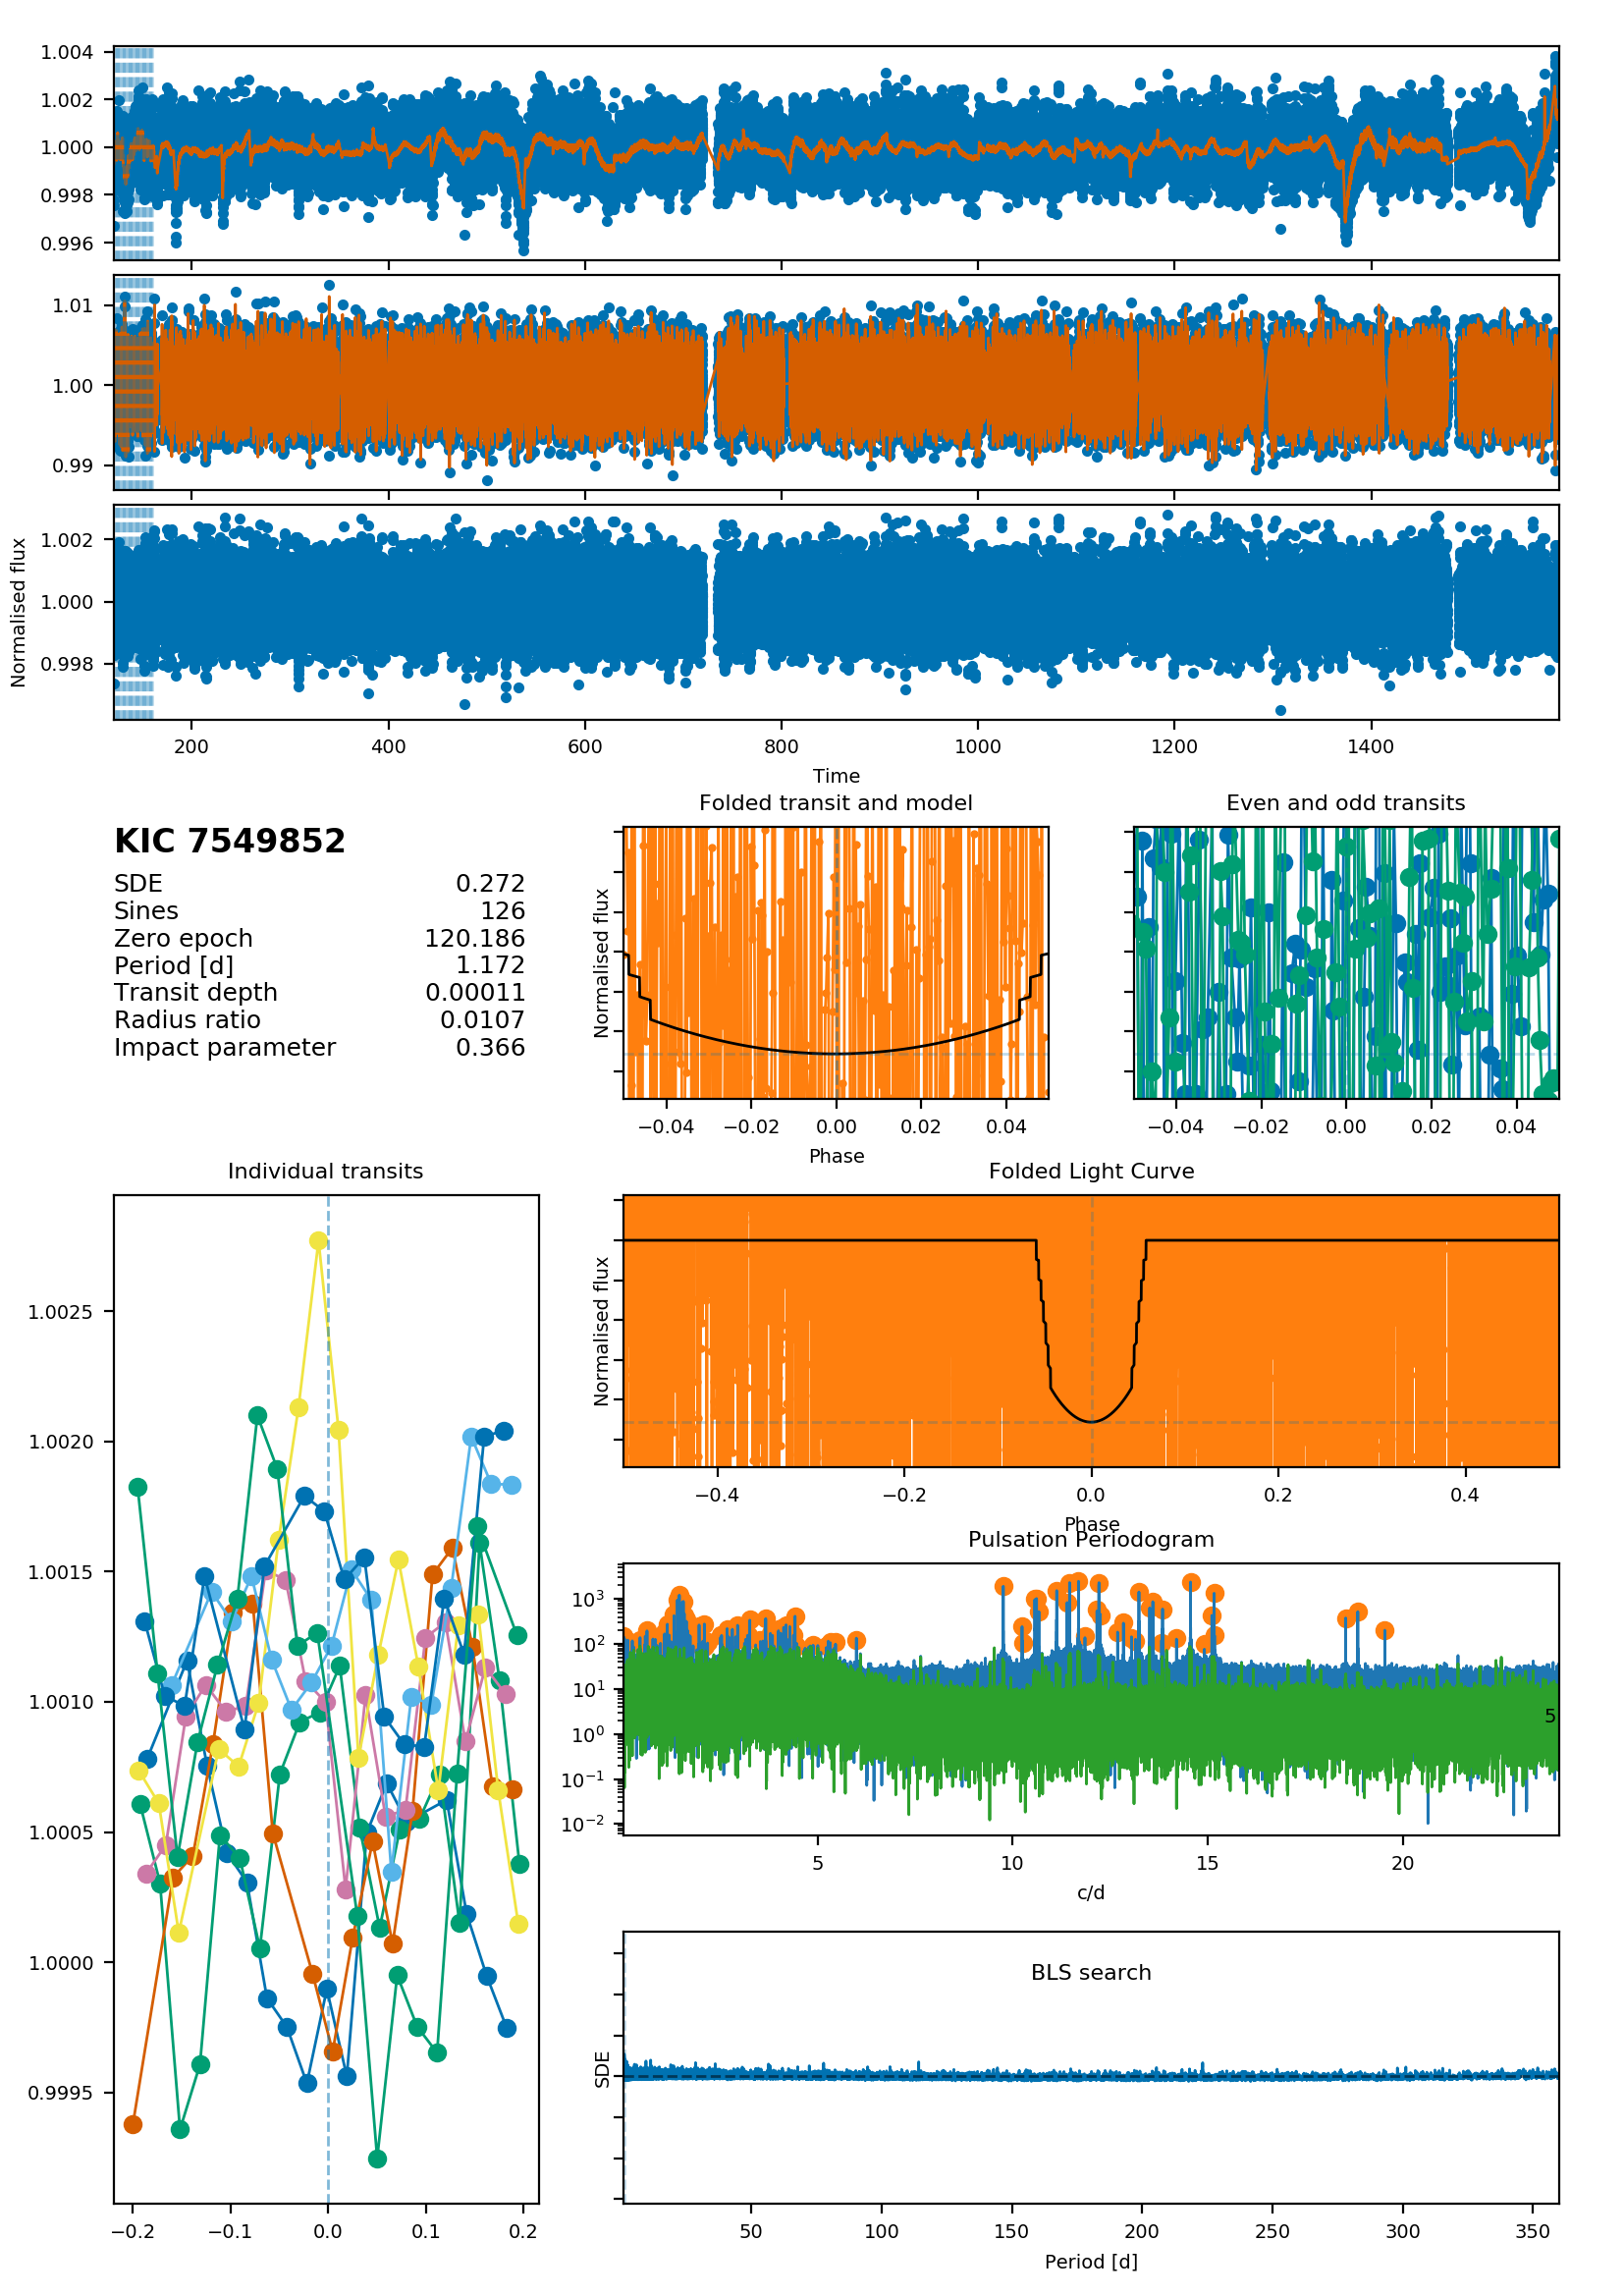 1.004
1.002
1.000
0.998
0.996
1.01
1.00
0.99
1.002
1.000
0.998
Normalised flux
200 400 600 800 1000 1200 1400
Time
KIC 7549852
SDE 0.272
Sines 126
Zero epoch 120.186
Period [d] 1.172
Transit depth 0.00011
Radius ratio 0.0107
Impact parameter 0.366
Folded transit and model
Normalised flux
−0.04 −0.02 0.00 0.02 0.04
Phase
Even and odd transits
−0.04 −0.02 0.00 0.02 0.04
Individual transits
1.0025
1.0020
1.0015
1.0010
1.0005
1.0000
0.9995
−0.2 −0.1 0.0 0.1 0.2
Folded Light Curve
Normalised flux
−0.4 −0.2 0.0 0.2 0.4
Phase
Pulsation Periodogram
10³
10²
10¹
10⁰
10⁻¹
10⁻²
5
5 10 15 20
c/d
BLS search
SDE
50 100 150 200 250 300 350
Period [d]